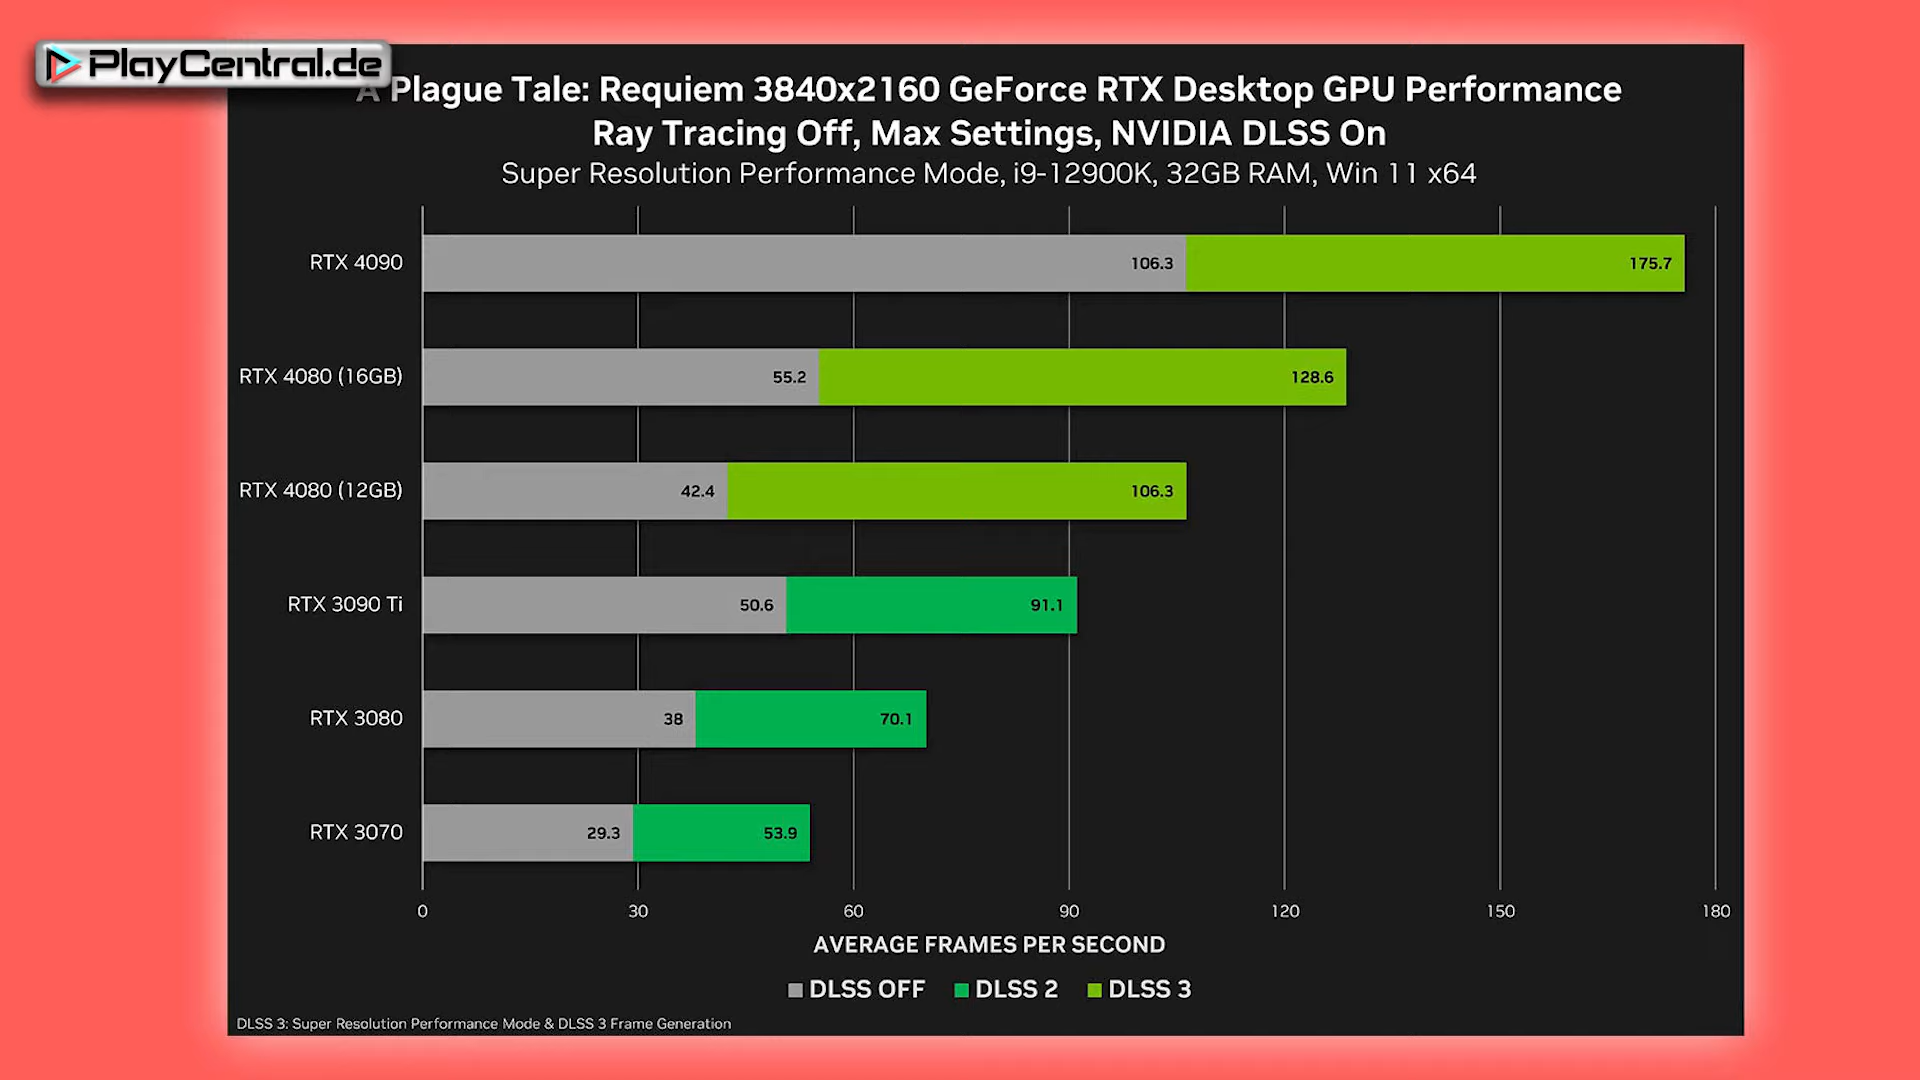 PlayCentral.de
A Plague Tale: Requiem 3840x2160 GeForce RTX Desktop GPU Performance
Ray Tracing Off, Max Settings, NVIDIA DLSS On
Super Resolution Performance Mode, i9-12900K, 32GB RAM, Win 11 x64
RTX 4090 106.3 175.7
RTX 4080 (16GB) 55.2 128.6
RTX 4080 (12GB) 42.4 106.3
RTX 3090 Ti 50.6 91.1
RTX 3080 38 70.1
RTX 3070 29.3 53.9
0 30 60 90 120 150 180
AVERAGE FRAMES PER SECOND
DLSS OFF DLSS 2 DLSS 3
DLSS 3: Super Resolution Performance Mode & DLSS 3 Frame Generation